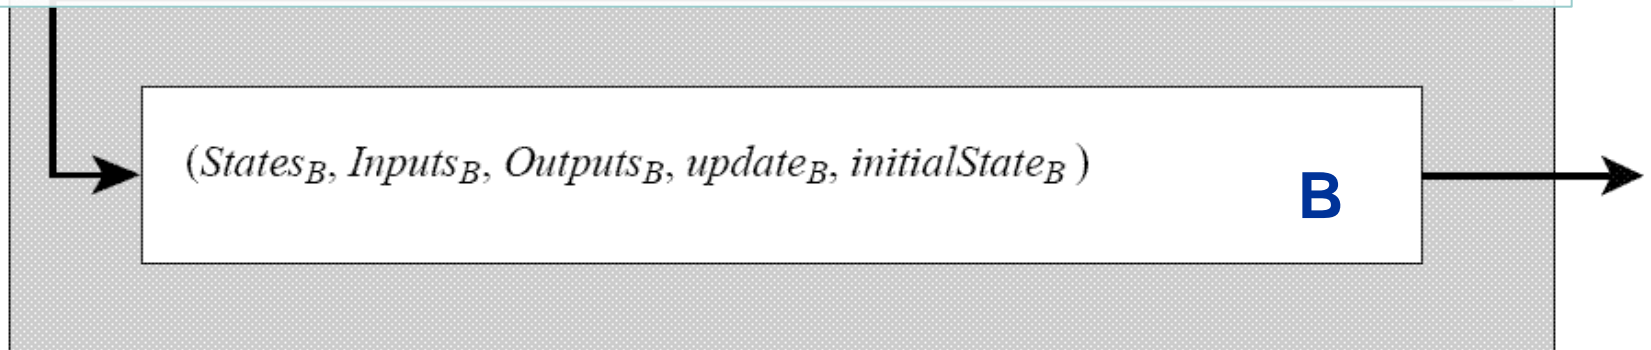 (States_B, Inputs_B, Outputs_B, update_B, initialState_B )
B